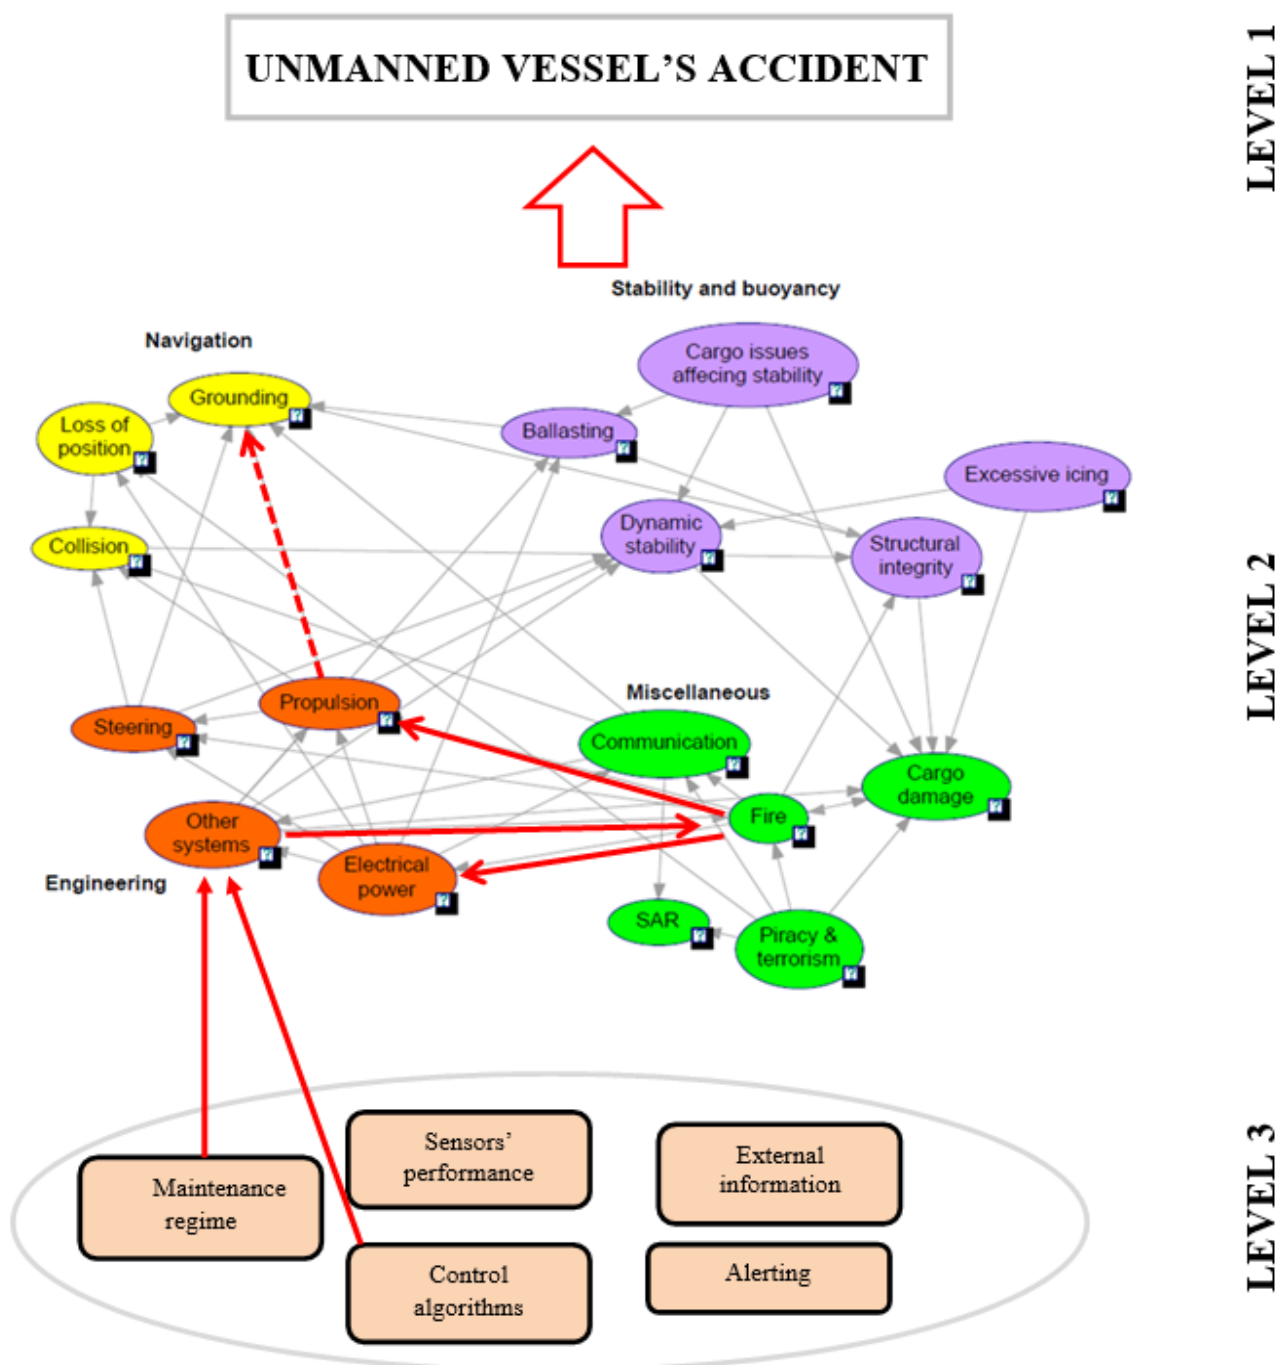 UNMANNED VESSEL’S ACCIDENT
LEVEL 1
Stability and buoyancy
Navigation
Cargo issues
affecing stability
?
Grounding
?
Loss of
position
?
Ballasting
?
Excessive icing
?
Collision
?
Dynamic
stability
?
Structural
integrity
?
LEVEL 2
Propulsion
?
Steering
?
Miscellaneous
Communication
?
Cargo
damage
?
Fire
?
Other
systems
?
Electrical
power
?
Engineering
SAR
?
Piracy &
terrorism
?
Maintenance
regime
Sensors’
performance
External
information
Control
algorithms
Alerting
LEVEL 3